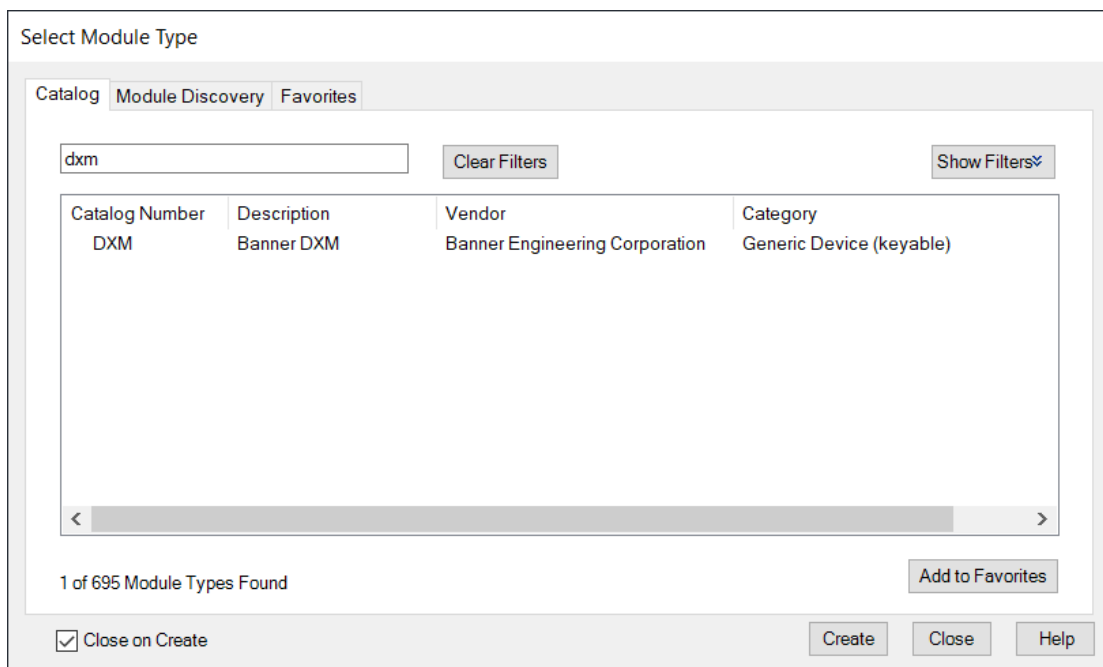 Select Module Type
Catalog Module Discovery Favorites
dxm Clear Filters Show Filters
Catalog Number Description Vendor Category
DXM Banner DXM Banner Engineering Corporation Generic Device (keyable)
1 of 695 Module Types Found Add to Favorites
Close on Create Create Close Help